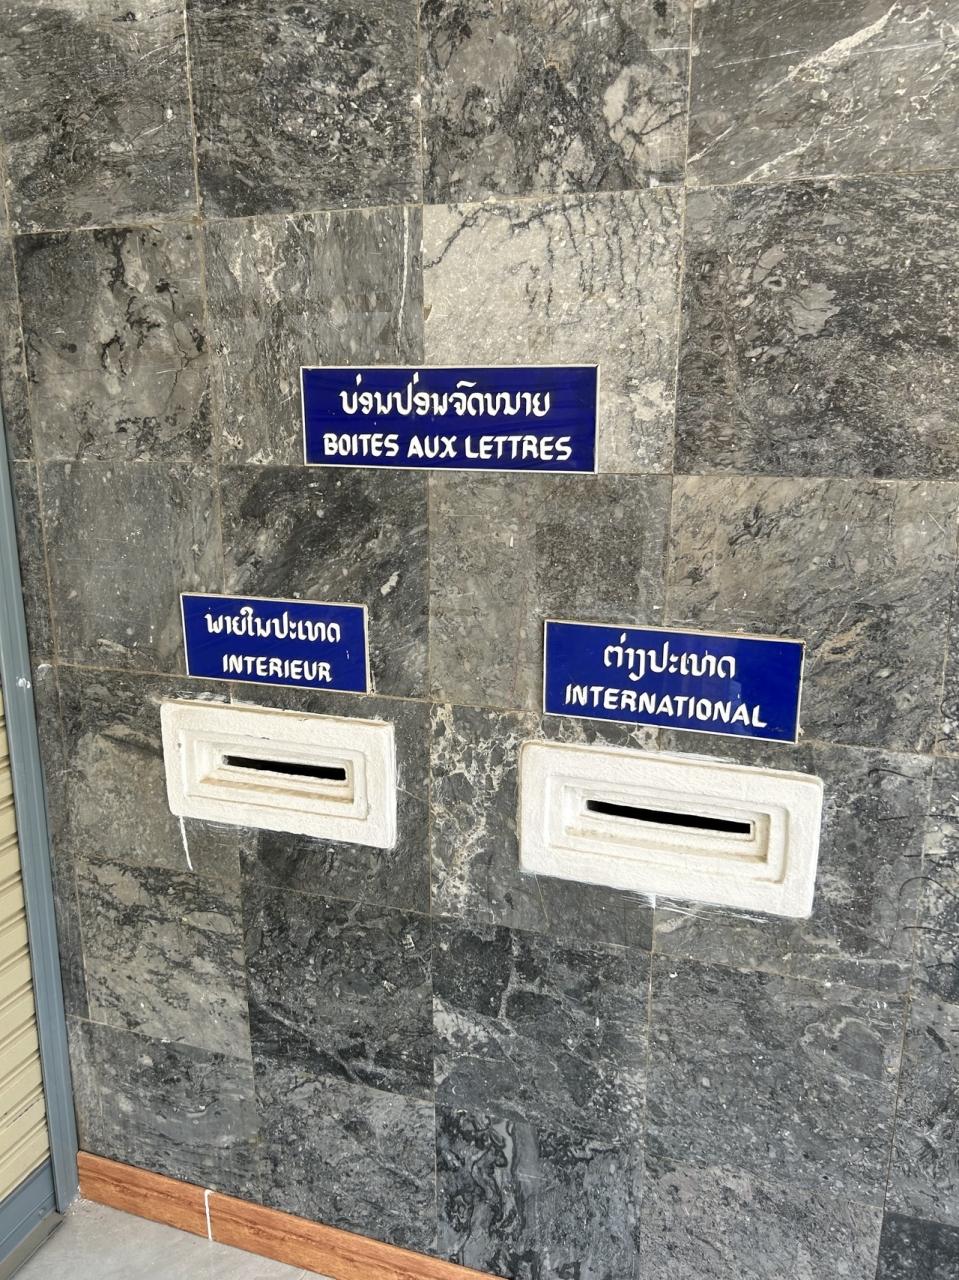 ບ່ອນປ່ອນຈົດໝາຍ
BOITES AUX LETTRES
ພາຍໃນປະເທດ
INTERIEUR
ຕ່າງປະເທດ
INTERNATIONAL